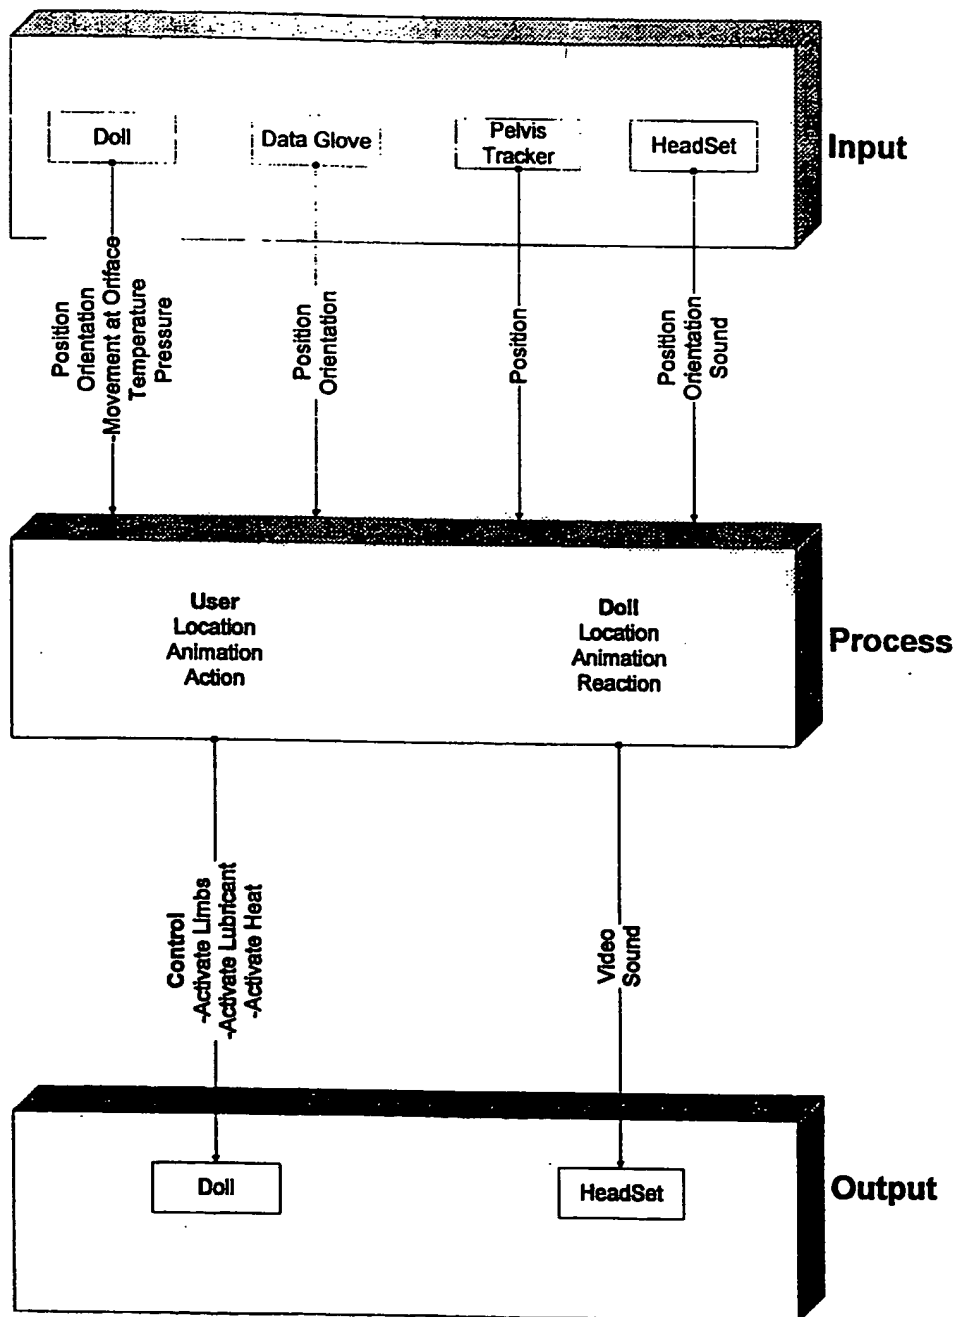 Doll
Data Glove
Pelvis
Tracker
HeadSet
Input
Position
Orientation
-Movement at Oriface
Temperature
Pressure
Position
Orientation
Position
Position
Orientation
Sound
User
Location
Animation
Action
Doll
Location
Animation
Reaction
Process
Control
-Activate Limbs
-Activate Lubricant
-Activate Heat
Video
Sound
Doll
HeadSet
Output